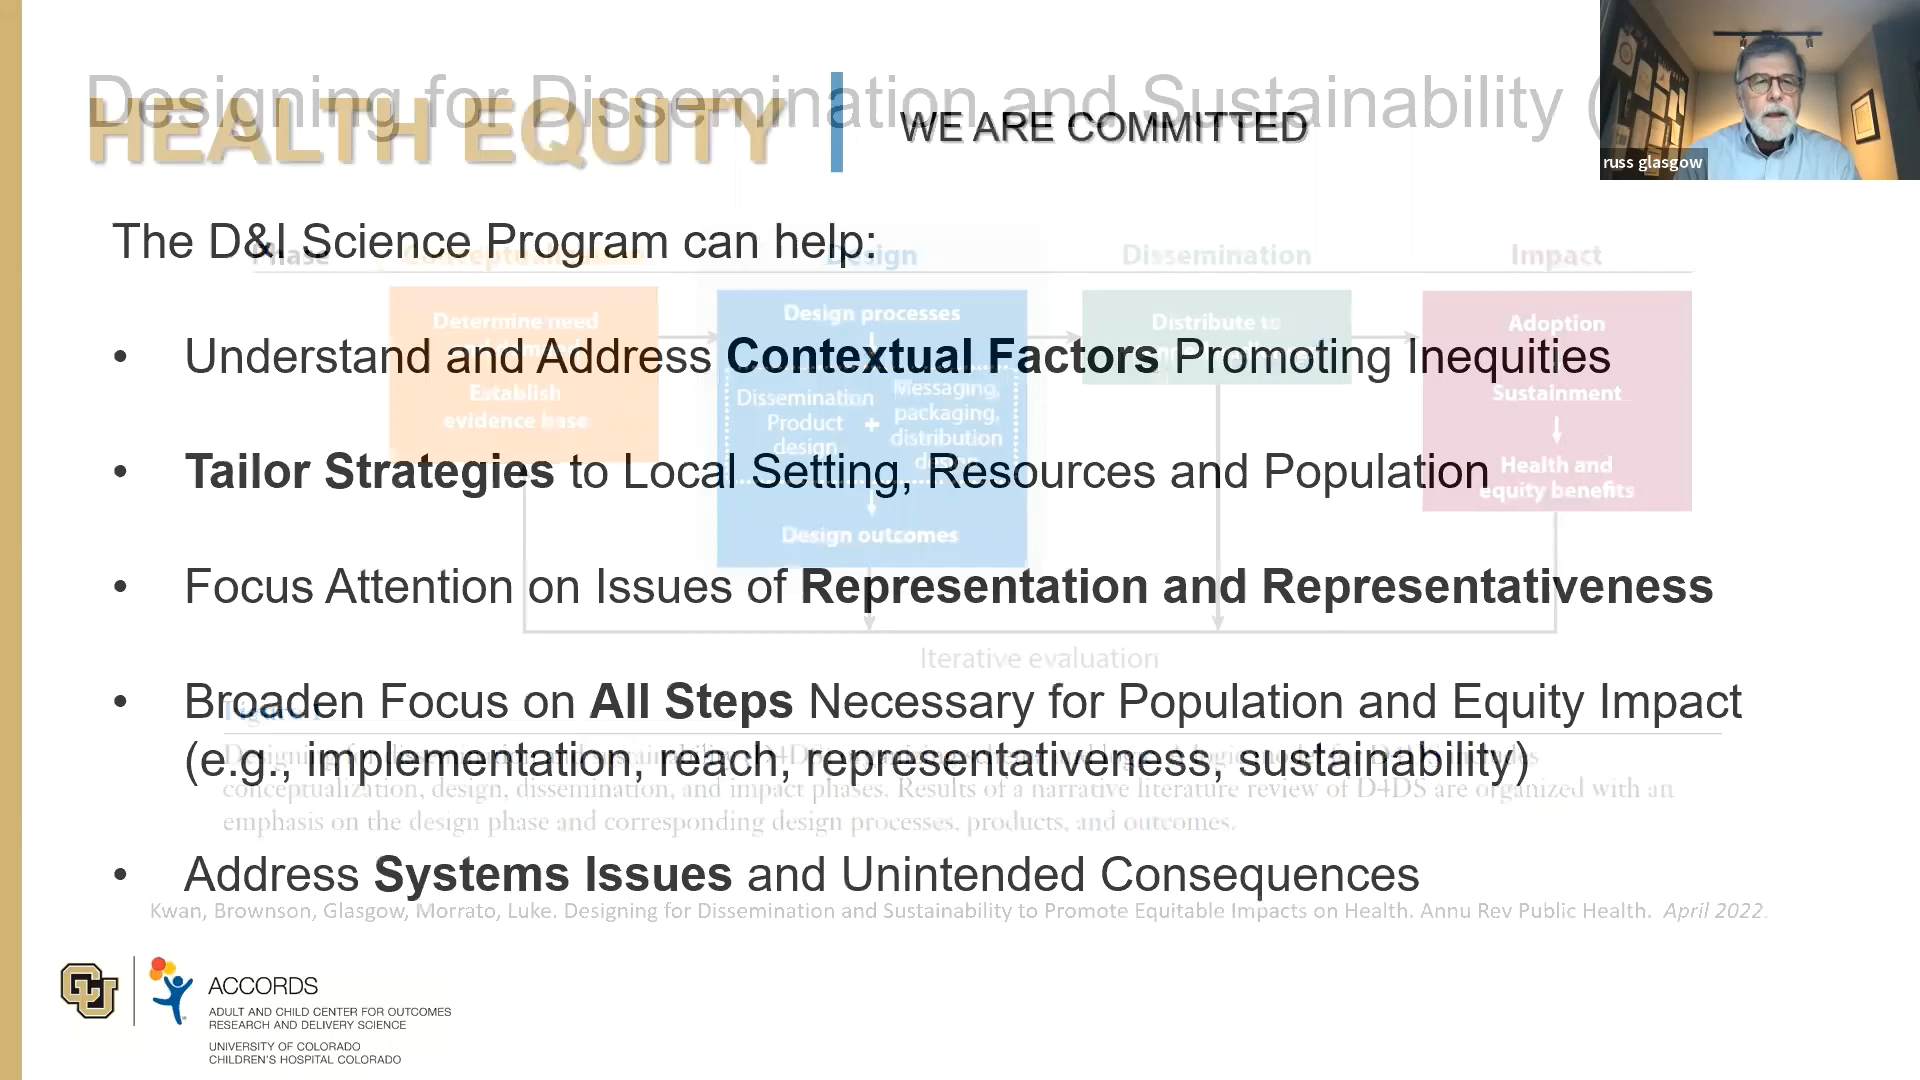 Designing for Dissemination and Sustainability (
HEALTH EQUITY
WE ARE COMMITTED
russ glasgow
The D&I Science Program can help:
Phase
Design
Dissemination
Impact
Determine need
Establish
evidence base
Design processes
Dissemination
Product
design
+
Messaging,
packaging,
distribution
design
Design outcomes
Distribute to
Adoption
Sustainment
Health and
equity benefits
• Understand and Address Contextual Factors Promoting Inequities
• Tailor Strategies to Local Setting, Resources and Population
• Focus Attention on Issues of Representation and Representativeness
Iterative evaluation
• Broaden Focus on All Steps Necessary for Population and Equity Impact
(e.g., implementation, reach, representativeness, sustainability)
Figure 1
conceptualization, design, dissemination, and impact phases. Results of a narrative literature review of D4DS are organized with an
emphasis on the design phase and corresponding design processes, products, and outcomes.
• Address Systems Issues and Unintended Consequences
Kwan, Brownson, Glasgow, Morrato, Luke. Designing for Dissemination and Sustainability to Promote Equitable Impacts on Health. Annu Rev Public Health. April 2022.
CU
ACCORDS
ADULT AND CHILD CENTER FOR OUTCOMES
RESEARCH AND DELIVERY SCIENCE
UNIVERSITY OF COLORADO
CHILDREN'S HOSPITAL COLORADO